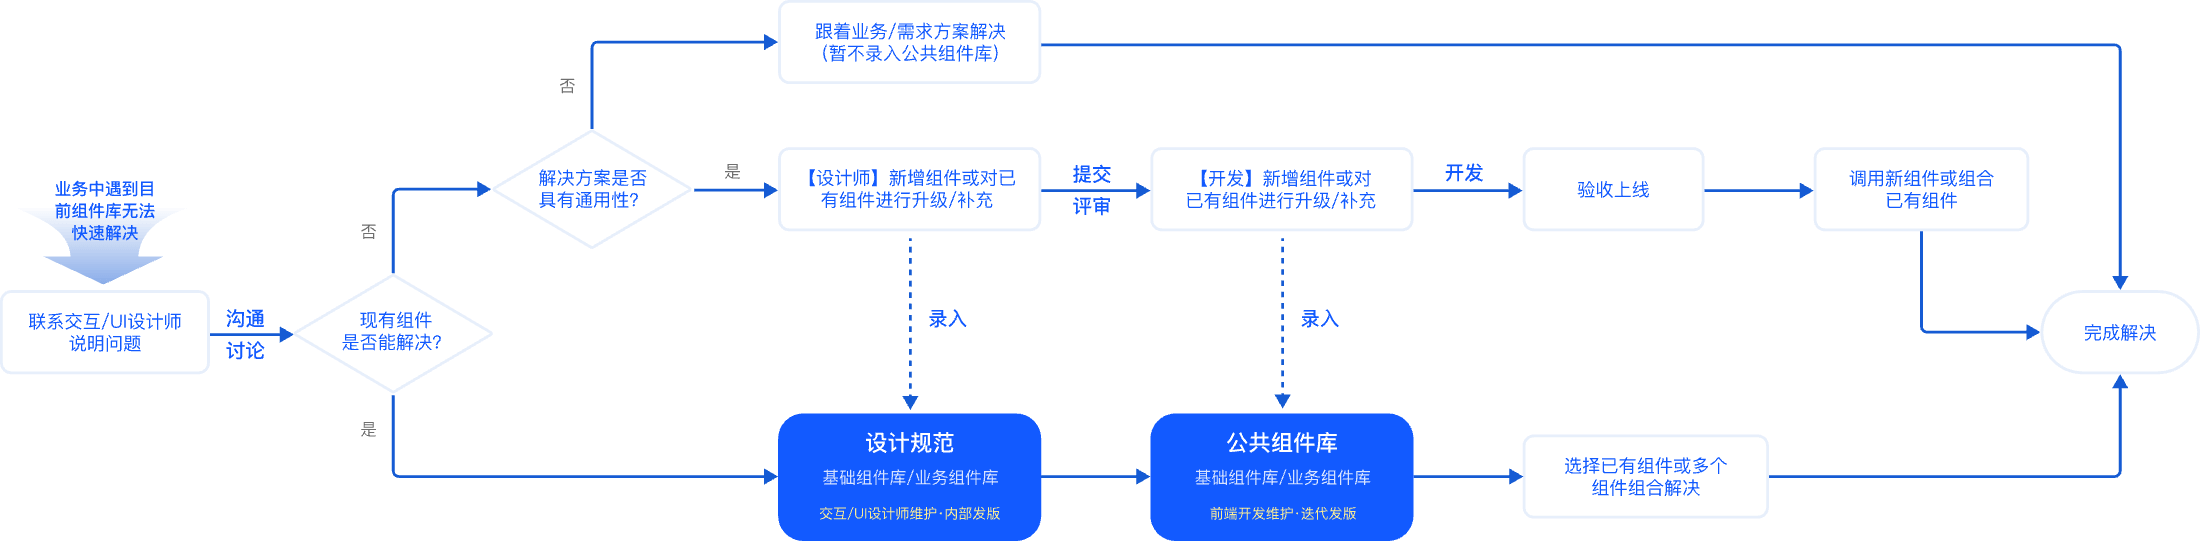 业务中遇到目
前组件库无法
快速解决
联系交互/UI设计师
说明问题
沟通
讨论
现有组件
是否能解决?
否
是
解决方案是否
具有通用性?
否
是
跟着业务/需求方案解决
(暂不录入公共组件库)
【设计师】新增组件或对已
有组件进行升级/补充
提交
评审
【开发】新增组件或对
已有组件进行升级/补充
开发
验收上线
调用新组件或组合
已有组件
录入
录入
设计规范
基础组件库/业务组件库
交互/UI设计师维护·内部发版
公共组件库
基础组件库/业务组件库
前端开发维护·迭代发版
选择已有组件或多个
组件组合解决
完成解决